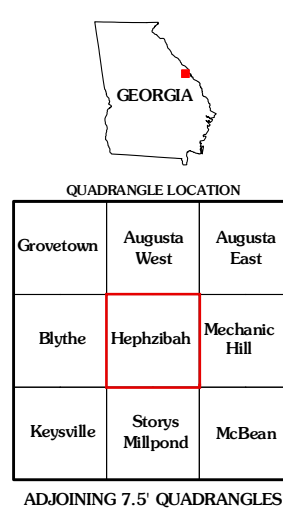 GEORGIA
QUADRANGLE LOCATION
Grovetown
Augusta
West
Augusta
East
Blythe
Hephzibah
Mechanic
Hill
Keysville
Storys
Millpond
McBean
ADJOINING 7.5' QUADRANGLES